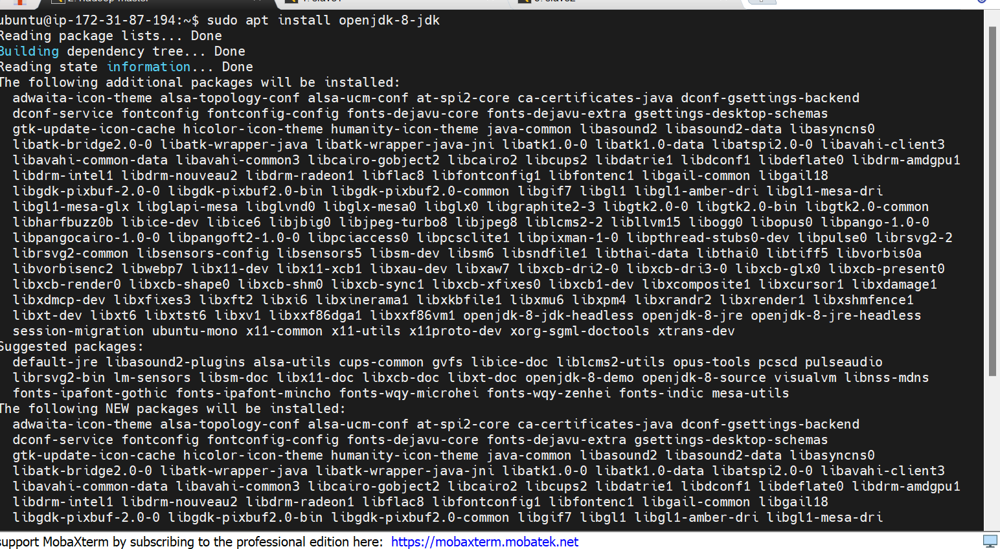 ubuntu@ip-172-31-87-194:~$ sudo apt install openjdk-8-jdk
Reading package lists... Done
Building dependency tree... Done
Reading state information... Done
The following additional packages will be installed:
  adwaita-icon-theme alsa-topology-conf alsa-ucm-conf at-spi2-core ca-certificates-java dconf-gsettings-backend
  dconf-service fontconfig fontconfig-config fonts-dejavu-core fonts-dejavu-extra gsettings-desktop-schemas
  gtk-update-icon-cache hicolor-icon-theme humanity-icon-theme java-common libasound2 libasound2-data libasyncns0
  libatk-bridge2.0-0 libatk-wrapper-java libatk-wrapper-java-jni libatk1.0-0 libatk1.0-data libatspi2.0-0 libavahi-client3
  libavahi-common-data libavahi-common3 libcairo-gobject2 libcairo2 libcups2 libdatrie1 libdconf1 libdeflate0 libdrm-amdgpu1
  libdrm-intel1 libdrm-nouveau2 libdrm-radeon1 libflac8 libfontconfig1 libfontenc1 libgail-common libgail18
  libgdk-pixbuf-2.0-0 libgdk-pixbuf2.0-bin libgdk-pixbuf2.0-common libgif7 libgl1 libgl1-amber-dri libgl1-mesa-dri
  libgl1-mesa-glx libglapi-mesa libglvnd0 libglx-mesa0 libglx0 libgraphite2-3 libgtk2.0-0 libgtk2.0-bin libgtk2.0-common
  libharfbuzz0b libice-dev libice6 libjbig0 libjpeg-turbo8 libjpeg8 liblcms2-2 libllvm15 libogg0 libopus0 libpango-1.0-0
  libpangocairo-1.0-0 libpangoft2-1.0-0 libpciaccess0 libpcsclite1 libpixman-1-0 libpthread-stubs0-dev libpulse0 librsvg2-2
  librsvg2-common libsensors-config libsensors5 libsm-dev libsm6 libsndfile1 libthai-data libthai0 libtiff5 libvorbis0a
  libvorbisenc2 libwebp7 libx11-dev libx11-xcb1 libxau-dev libxaw7 libxcb-dri2-0 libxcb-dri3-0 libxcb-glx0 libxcb-present0
  libxcb-render0 libxcb-shape0 libxcb-shm0 libxcb-sync1 libxcb-xfixes0 libxcb1-dev libxcomposite1 libxcursor1 libxdamage1
  libxdmcp-dev libxfixes3 libxft2 libxi6 libxinerama1 libxkbfile1 libxmu6 libxpm4 libxrandr2 libxrender1 libxshmfence1
  libxt-dev libxt6 libxtst6 libxv1 libxxf86dga1 libxxf86vm1 openjdk-8-jdk-headless openjdk-8-jre openjdk-8-jre-headless
  session-migration ubuntu-mono x11-common x11-utils x11proto-dev xorg-sgml-doctools xtrans-dev
Suggested packages:
  default-jre libasound2-plugins alsa-utils cups-common gvfs libice-doc liblcms2-utils opus-tools pcscd pulseaudio
  librsvg2-bin lm-sensors libsm-doc libx11-doc libxcb-doc libxt-doc openjdk-8-demo openjdk-8-source visualvm libnss-mdns
  fonts-ipafont-gothic fonts-ipafont-mincho fonts-wqy-microhei fonts-wqy-zenhei fonts-indic mesa-utils
The following NEW packages will be installed:
  adwaita-icon-theme alsa-topology-conf alsa-ucm-conf at-spi2-core ca-certificates-java dconf-gsettings-backend
  dconf-service fontconfig fontconfig-config fonts-dejavu-core fonts-dejavu-extra gsettings-desktop-schemas
  gtk-update-icon-cache hicolor-icon-theme humanity-icon-theme java-common libasound2 libasound2-data libasyncns0
  libatk-bridge2.0-0 libatk-wrapper-java libatk-wrapper-java-jni libatk1.0-0 libatk1.0-data libatspi2.0-0 libavahi-client3
  libavahi-common-data libavahi-common3 libcairo-gobject2 libcairo2 libcups2 libdatrie1 libdconf1 libdeflate0 libdrm-amdgpu1
  libdrm-intel1 libdrm-nouveau2 libdrm-radeon1 libflac8 libfontconfig1 libfontenc1 libgail-common libgail18
  libgdk-pixbuf-2.0-0 libgdk-pixbuf2.0-bin libgdk-pixbuf2.0-common libgif7 libgl1 libgl1-amber-dri libgl1-mesa-dri
support MobaXterm by subscribing to the professional edition here: https://mobaxterm.mobatek.net